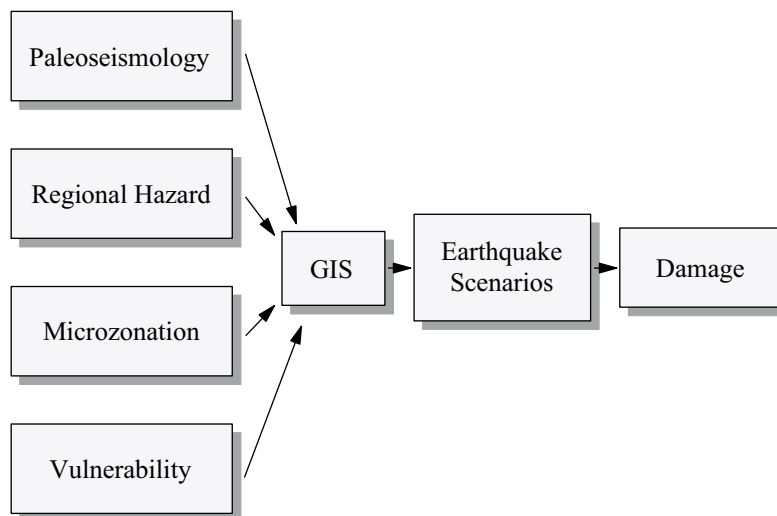 Paleoseismology
Regional Hazard
Microzonation
Vulnerability
GIS
Earthquake
Scenarios
Damage